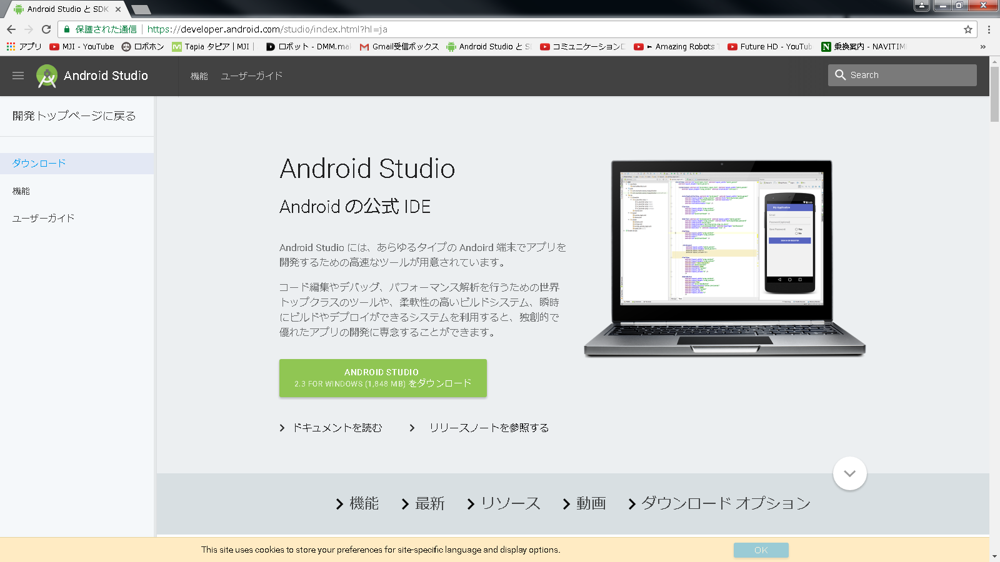 Android Studio と SDK
保護された通信
https://developer.android.com/studio/index.html?hl=ja
アプリ
MJI - YouTube
ロボホン
Tapia タピア | MJI |
ロボット - DMM.ma
Gmail受信ボックス
Android Studio と S
コミュニケーション
Amazing Robots
Future HD - YouTub
乗換案内 - NAVITIM
Android Studio
機能
ユーザーガイド
Search
開発トップページに戻る
ダウンロード
機能
ユーザーガイド
Android Studio
Android の公式 IDE
Android Studio には、あらゆるタイプの Andoird 端末でアプリを
開発するための高速なツールが用意されています。
コード編集やデバッグ、パフォーマンス解析を行うための世界
トップクラスのツールや、柔軟性の高いビルドシステム、瞬時
にビルドやデプロイができるシステムを利用すると、独創的で
優れたアプリの開発に専念することができます。
My Application
ANDROID STUDIO
2.3 FOR WINDOWS (1,848 MB) をダウンロード
ドキュメントを読む
リリースノートを参照する
機能
最新
リソース
動画
ダウンロード オプション
This site uses cookies to store your preferences for site-specific language and display options.
OK